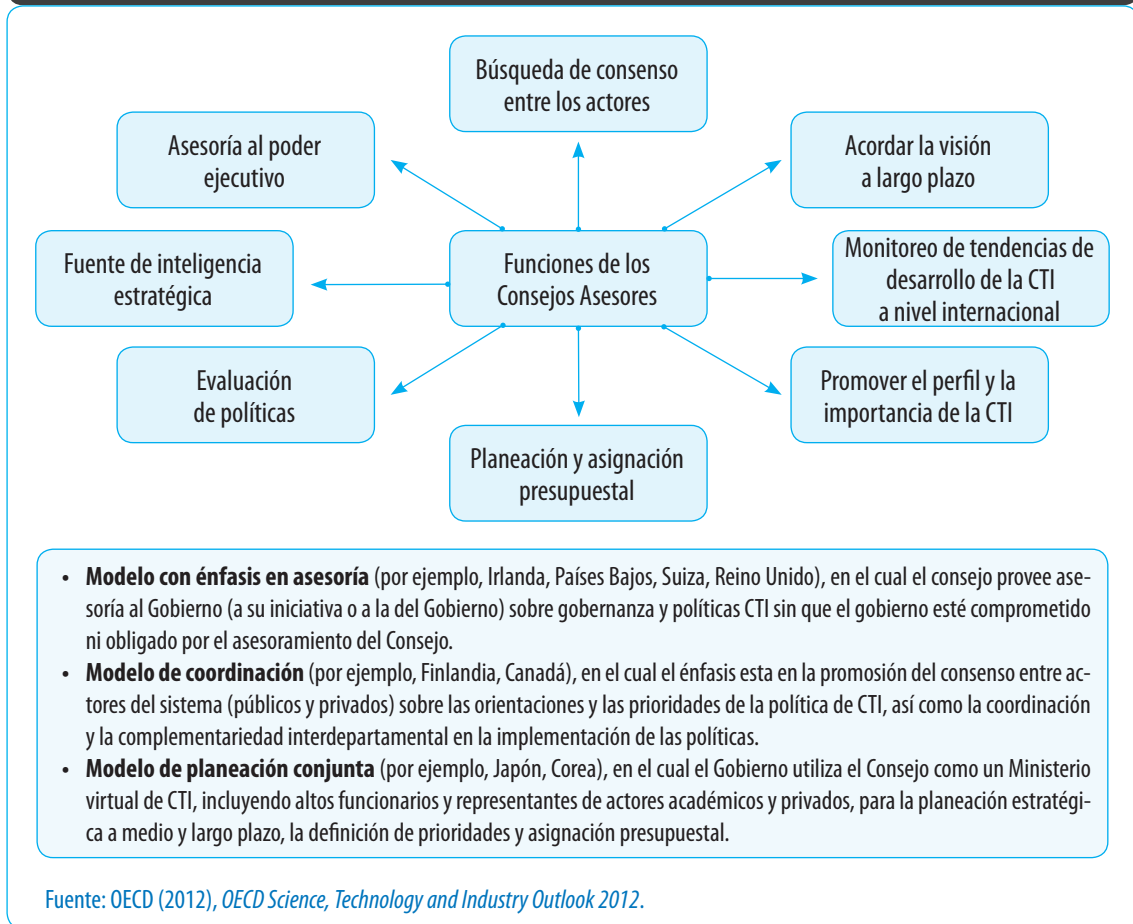 Búsqueda de consenso
entre los actores
Asesoría al poder
ejecutivo
Acordar la visión
a largo plazo
Fuente de inteligencia
estratégica
Funciones de los
Consejos Asesores
Monitoreo de tendencias de
desarrollo de la CTI
a nivel internacional
Evaluación
de políticas
Promover el perfil y la
importancia de la CTI
Planeación y asignación
presupuestal
• Modelo con énfasis en asesoría (por ejemplo, Irlanda, Países Bajos, Suiza, Reino Unido), en el cual el consejo provee ase-
soría al Gobierno (a su iniciativa o a la del Gobierno) sobre gobernanza y políticas CTI sin que el gobierno esté comprometido
ni obligado por el asesoramiento del Consejo.
• Modelo de coordinación (por ejemplo, Finlandia, Canadá), en el cual el énfasis esta en la promoción del consenso entre ac-
tores del sistema (públicos y privados) sobre las orientaciones y las prioridades de la política de CTI, así como la coordinación
y la complementariedad interdepartamental en la implementación de las políticas.
• Modelo de planeación conjunta (por ejemplo, Japón, Corea), en el cual el Gobierno utiliza el Consejo como un Ministerio
virtual de CTI, incluyendo altos funcionarios y representantes de actores académicos y privados, para la planeación estratégi-
ca a medio y largo plazo, la definición de prioridades y asignación presupuestal.
Fuente: OECD (2012), OECD Science, Technology and Industry Outlook 2012.